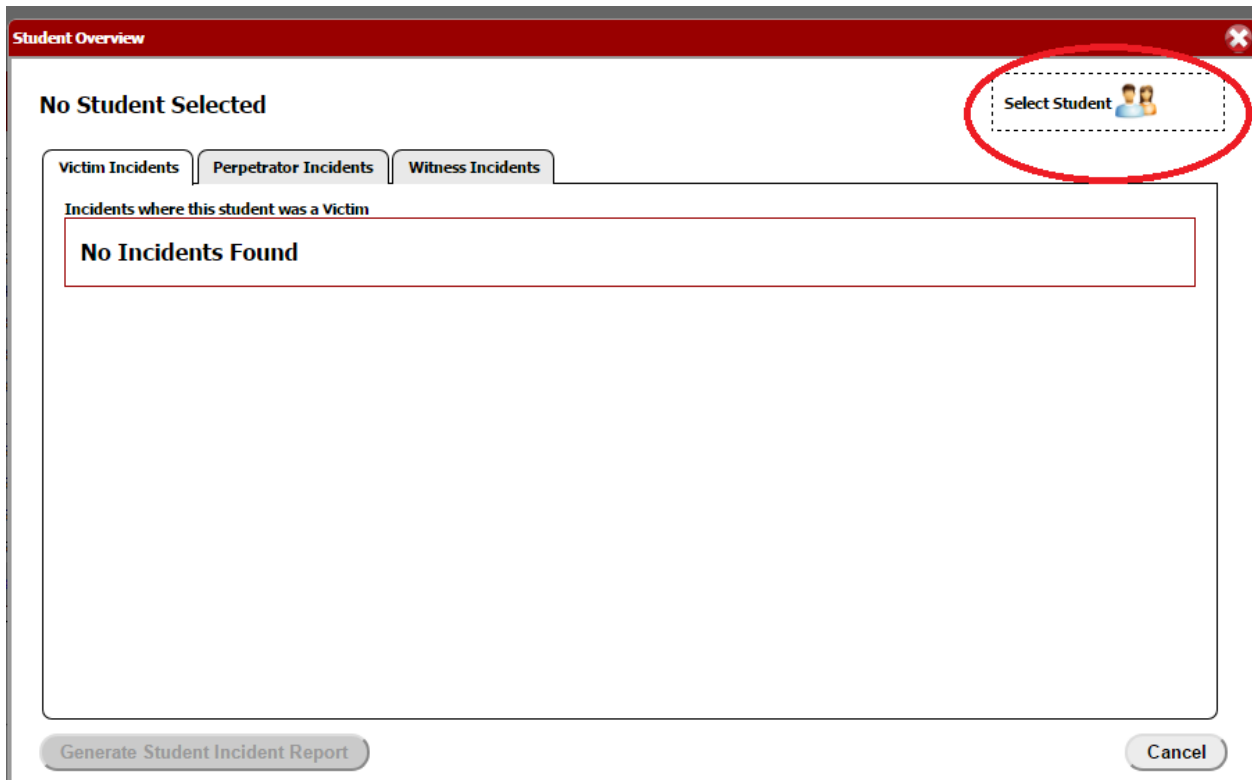 Student Overview
No Student Selected
Select Student
Victim Incidents Perpetrator Incidents Witness Incidents
Incidents where this student was a Victim
No Incidents Found
Generate Student Incident Report Cancel